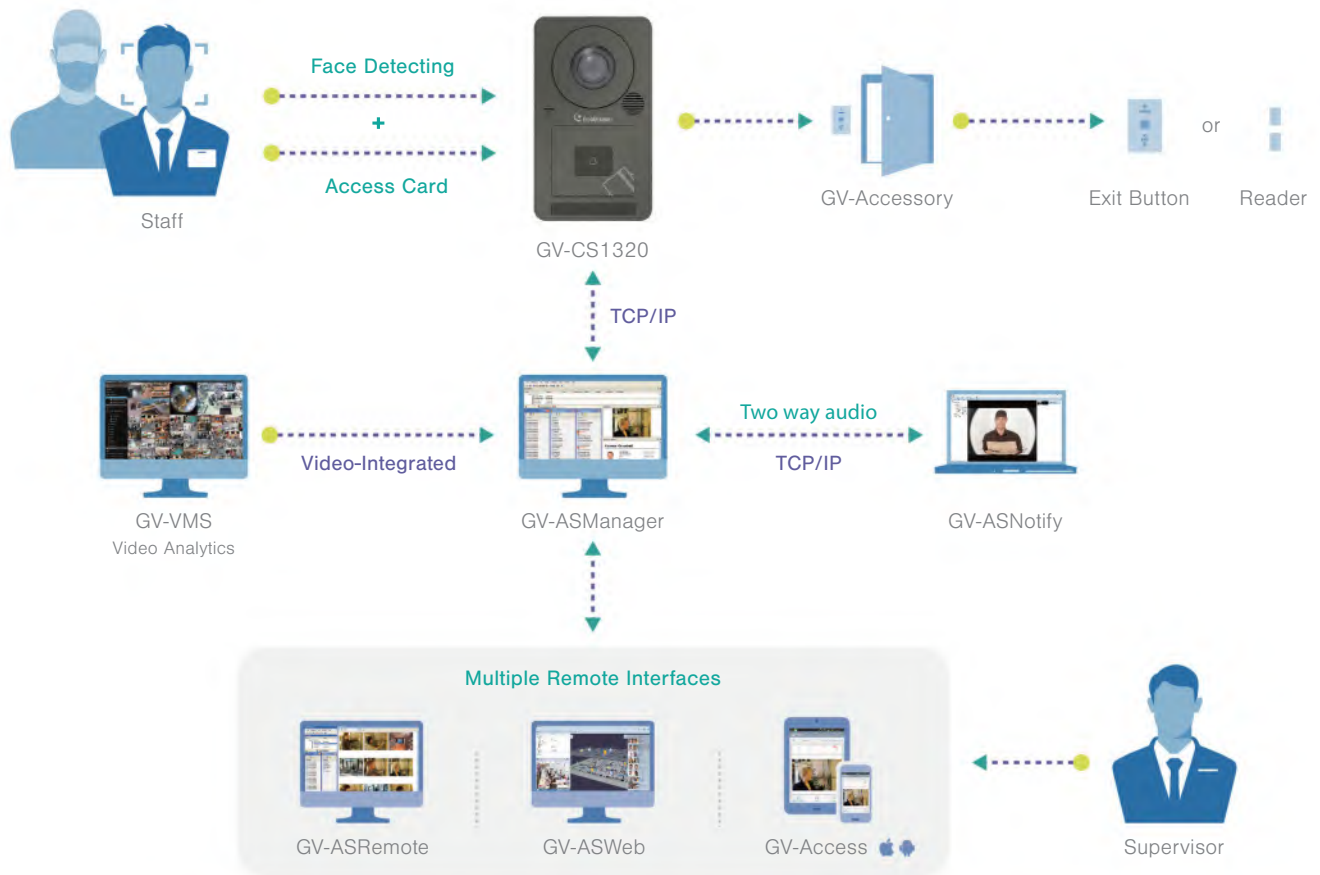 Face Detecting
+
Access Card
Staff
GV-CS1320
GV-Accessory
Exit Button
or
Reader
TCP/IP
GV-VMS
Video Analytics
Video-Integrated
GV-ASManager
Two way audio
TCP/IP
GV-ASNotify
Multiple Remote Interfaces
GV-ASRemote
GV-ASWeb
GV-Access
Supervisor